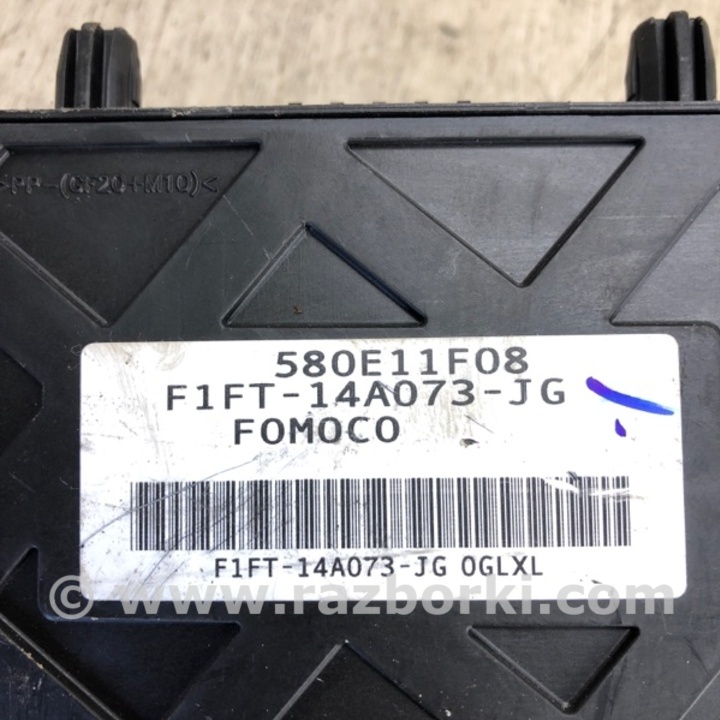 >PP-(GF20+M10)<
580E11F08
F1FT-14A073-JG
FOMOCO
F1FT-14A073-JG 0GLXL
© www.razborki.com